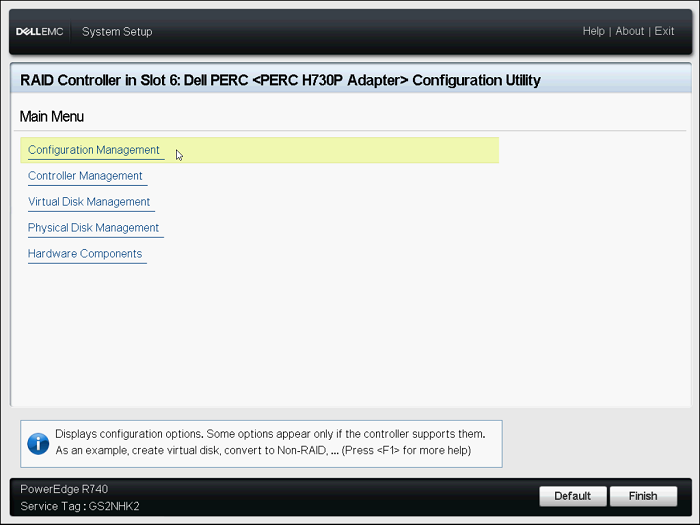 DELLEMC System Setup Help | About | Exit
RAID Controller in Slot 6: Dell PERC <PERC H730P Adapter> Configuration Utility
Main Menu
Configuration Management
Controller Management
Virtual Disk Management
Physical Disk Management
Hardware Components
Displays configuration options. Some options appear only if the controller supports them.
As an example, create virtual disk, convert to Non-RAID, ... (Press <F1> for more help)
PowerEdge R740
Service Tag : GS2NHK2
Default Finish